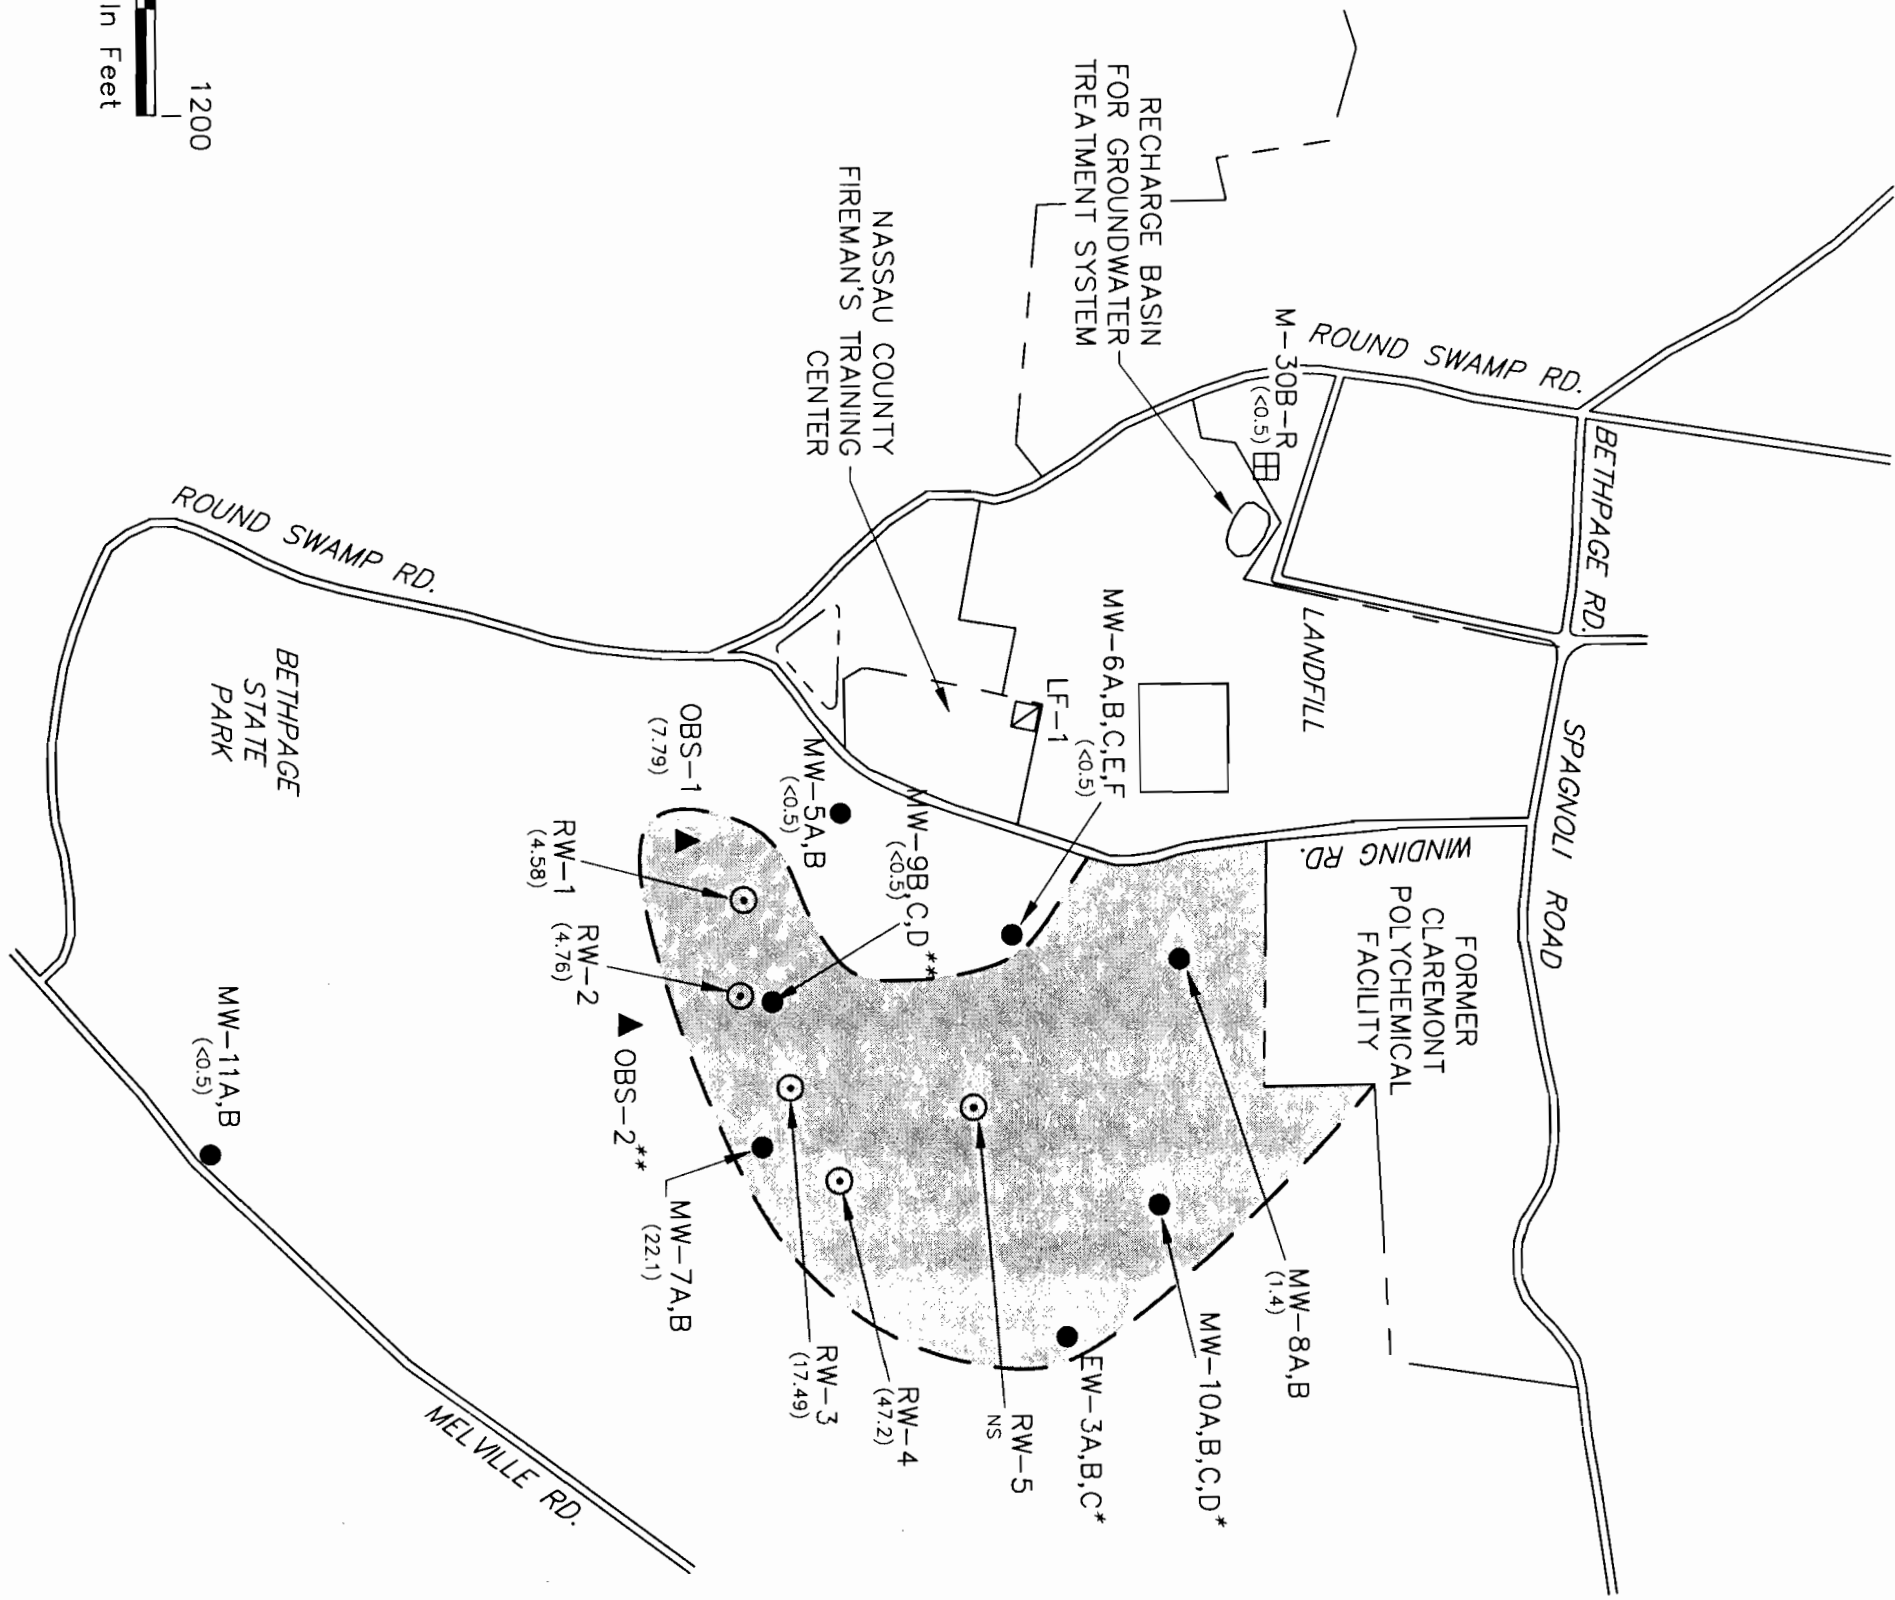 1200
In Feet
RECHARGE BASIN
FOR GROUNDWATER
TREATMENT SYSTEM
NASSAU COUNTY
FIREMAN'S TRAINING
CENTER
M-30B-R
(<0.5)
ROUND SWAMP RD.
BETHPAGE RD.
ROUND SWAMP RD.
BETHPAGE
STATE
PARK
LANDFILL
MW-6A,B,C,E,F
(<0.5)
LF-1
SPAGNOLI ROAD
WINDING RD.
OBS-1
(7.79)
MW-5A,B
(<0.5)
MW-9B,C,D**
(<0.5)
RW-1
(4.58)
RW-2
(4.76)
OBS-2**
FORMER
CLAREMONT
POLYCHEMICAL
FACILITY
MW-11A,B
(<0.5)
MW-7A,B
(22.1)
RW-3
(17.49)
RW-4
(47.2)
RW-5
NS
EW-3A,B,C*
MW-10A,B,C,D*
MW-8A,B
(1.4)
MELVILLE RD.